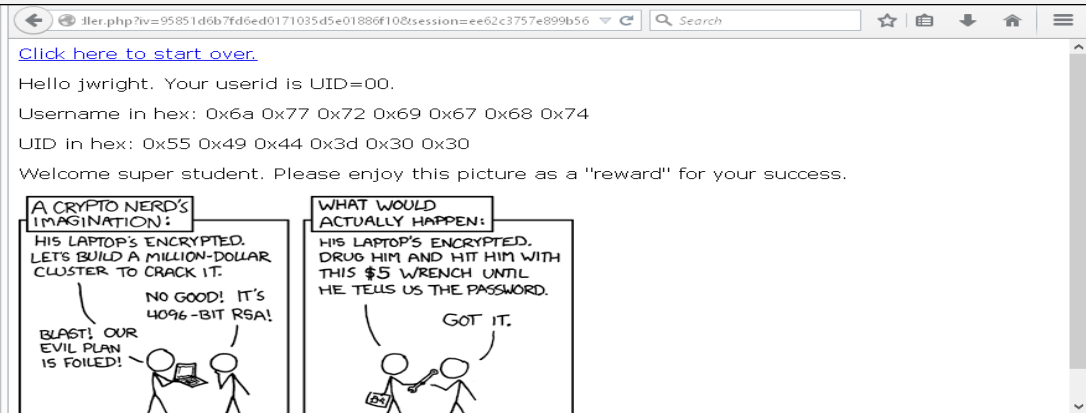 ller.php?iv=95851d6b7fd6ed0171035d5e01886f10&session=ee62c3757e899b56
Search
Click here to start over.
Hello jwright. Your userid is UID=00.
Username in hex: 0x6a 0x77 0x72 0x69 0x67 0x68 0x74
UID in hex: 0x55 0x49 0x44 0x3d 0x30 0x30
Welcome super student. Please enjoy this picture as a "reward" for your success.
A CRYPTO NERD'S
IMAGINATION:
HIS LAPTOP'S ENCRYPTED.
LET'S BUILD A MILLION-DOLLAR
CLUSTER TO CRACK IT.
NO GOOD! IT'S
4096-BIT RSA!
BLAST! OUR
EVIL PLAN
IS FOILED!
WHAT WOULD
ACTUALLY HAPPEN:
HIS LAPTOP'S ENCRYPTED.
DRUG HIM AND HIT HIM WITH
THIS $5 WRENCH UNTIL
HE TELLS US THE PASSWORD.
GOT IT.